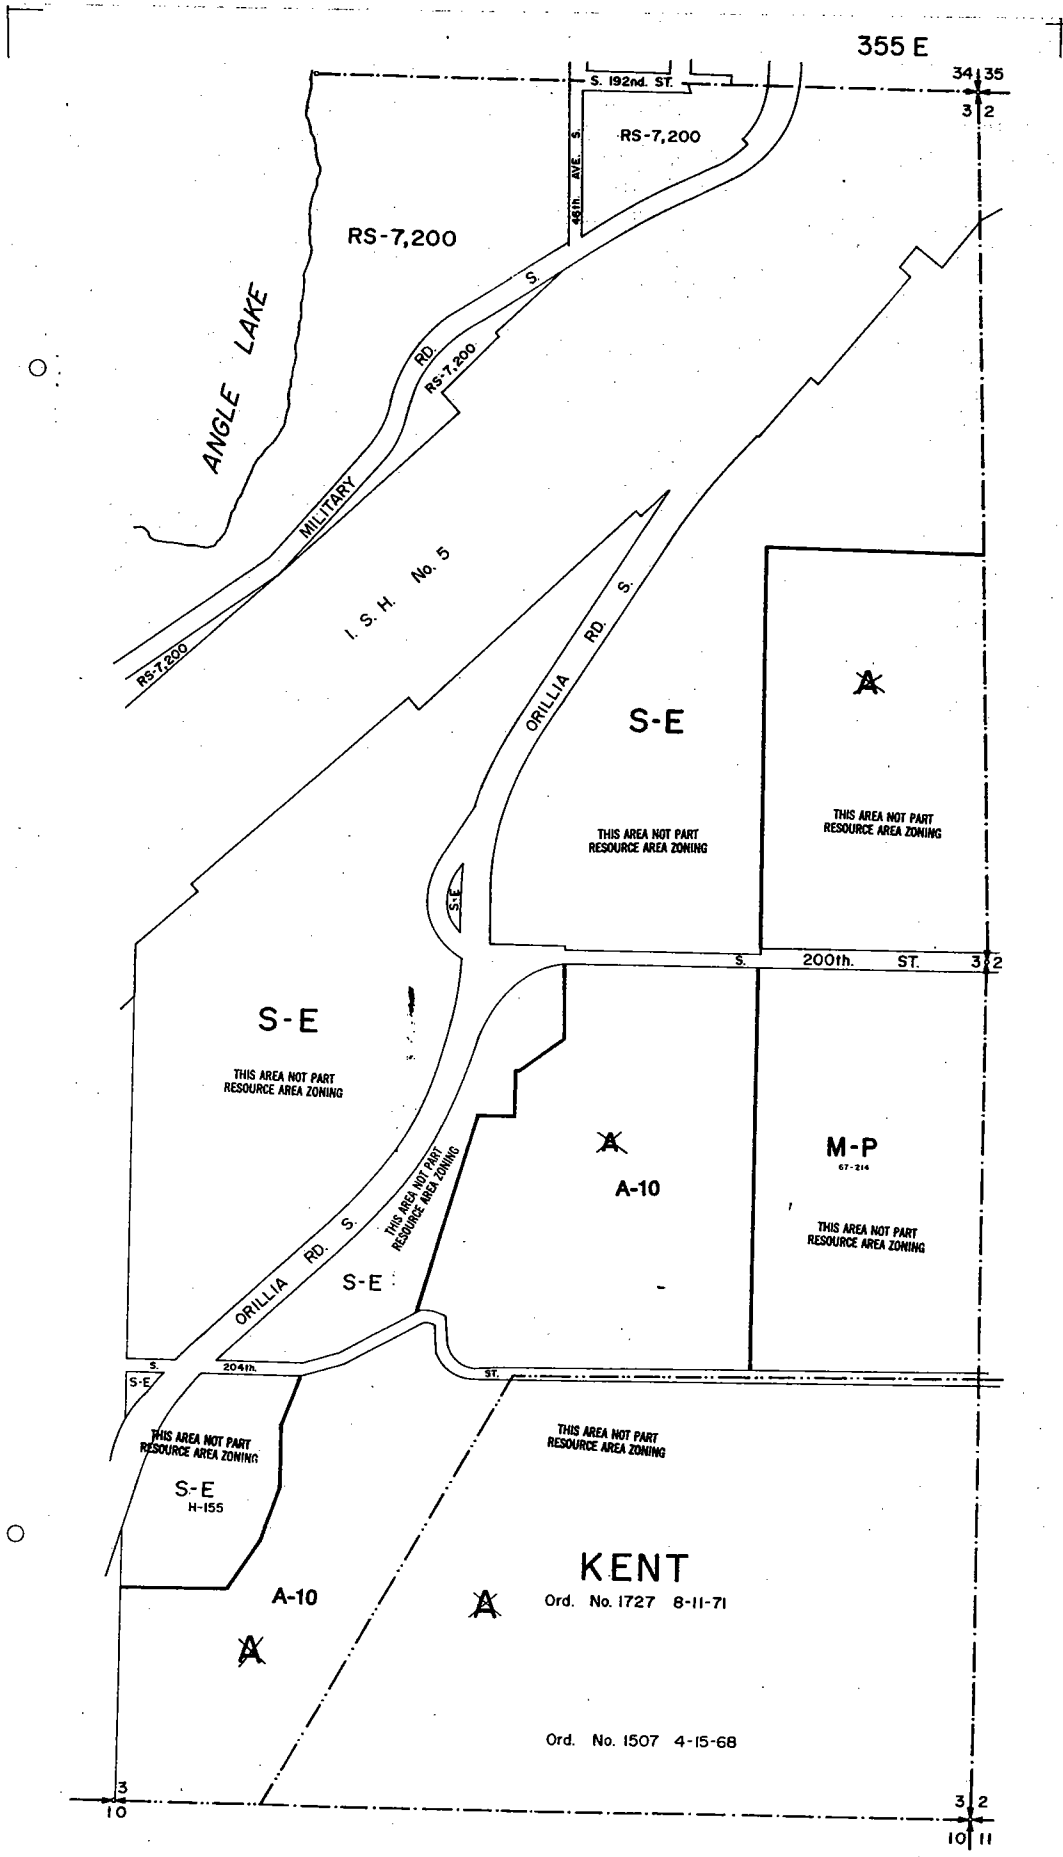 355 E
34 35
3 2
S. 192nd. ST.
RS-7,200
46th. AVE. S.
RS-7,200
ANGLE LAKE
S.
RD.
RS-7,200
MILITARY
I. S. H. No. 5
RS-7,200
ORILLIA RD. S.
S-E
THIS AREA NOT PART
RESOURCE AREA ZONING
A
THIS AREA NOT PART
RESOURCE AREA ZONING
S-E
S. 200th. ST. 3 2
S-E
THIS AREA NOT PART
RESOURCE AREA ZONING
A
A-10
M-P
67-214
THIS AREA NOT PART
RESOURCE AREA ZONING
THIS AREA NOT PART
RESOURCE AREA ZONING
ORILLIA RD. S.
S-E
S. 204th. ST.
S-E
THIS AREA NOT PART
RESOURCE AREA ZONING
S-E
H-155
THIS AREA NOT PART
RESOURCE AREA ZONING
KENT
Ord. No. 1727 8-11-71
A-10
A
A
Ord. No. 1507 4-15-68
3
10
3 2
10 11